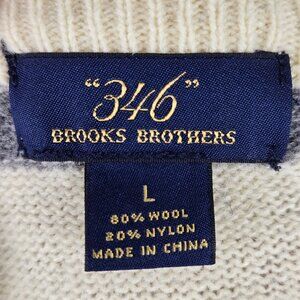 "346"
BROOKS BROTHERS
L
80% WOOL
20% NYLON
MADE IN CHINA